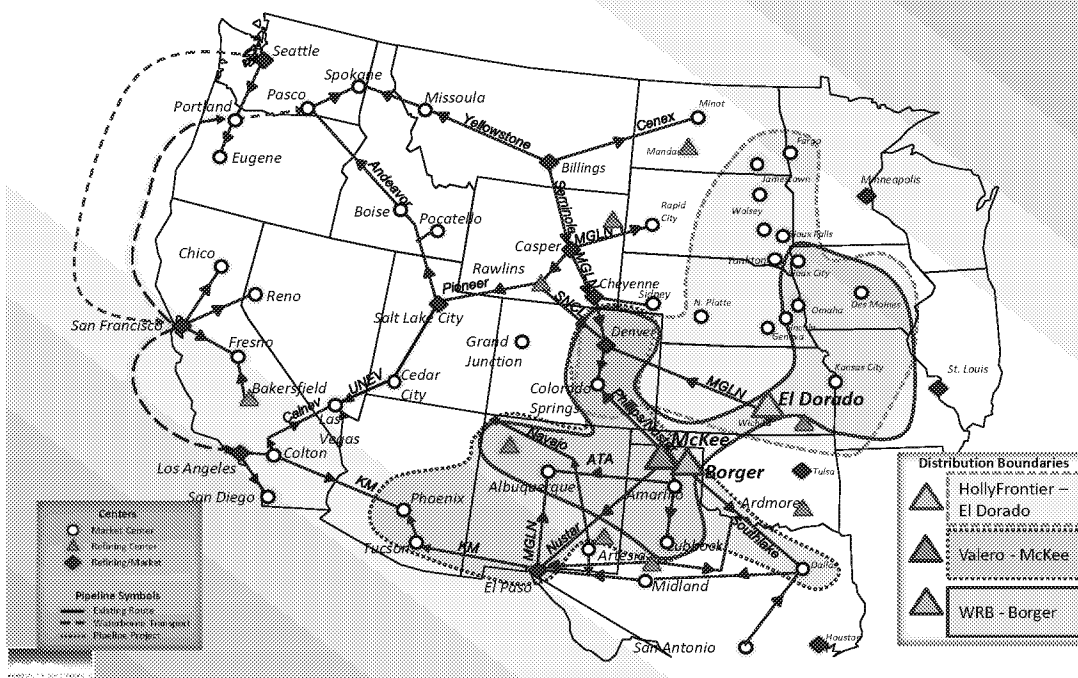 Seattle
Spokane
Pasco
Missoula
Portland
Yellowstone
Cenex
Minot
Mandan
Fargo
Eugene
Billings
Jamestown
Minneapolis
Andeavor
Seminole
Boise
Pocatello
Rapid
City
Wolsey
Sioux Falls
Casper
MGLN
Chico
Rawlins
MGLN
Yankton
Sioux City
Pioneer
Cheyenne
Sidney
Reno
SNCL
N. Platte
Des Moines
Omaha
Lincoln
Geneva
San Francisco
Salt Lake City
Grand
Junction
Denver
Fresno
Kansas City
St. Louis
Bakersfield
UNEV
Cedar
City
Colorado
Springs
MGLN
El Dorado
Calnev
Las
Vegas
Wichita
McKee
Navajo
Borger
Colton
Los Angeles
ATA
Tulsa
San Diego
KM
Phoenix
Albuquerque
Amarillo
Ardmore
MGLN
Nustar
Southlake
Tucson
KM
Artesia
Lubbock
Dallas
El Paso
Midland
San Antonio
Houston
Distribution Boundaries
HollyFrontier –
El Dorado
Valero - McKee
WRB - Borger
Centers
Market Center
Refining Center
Refining/Market
Pipeline Symbols
Existing Route
Waterborne Transport
Pipeline Project